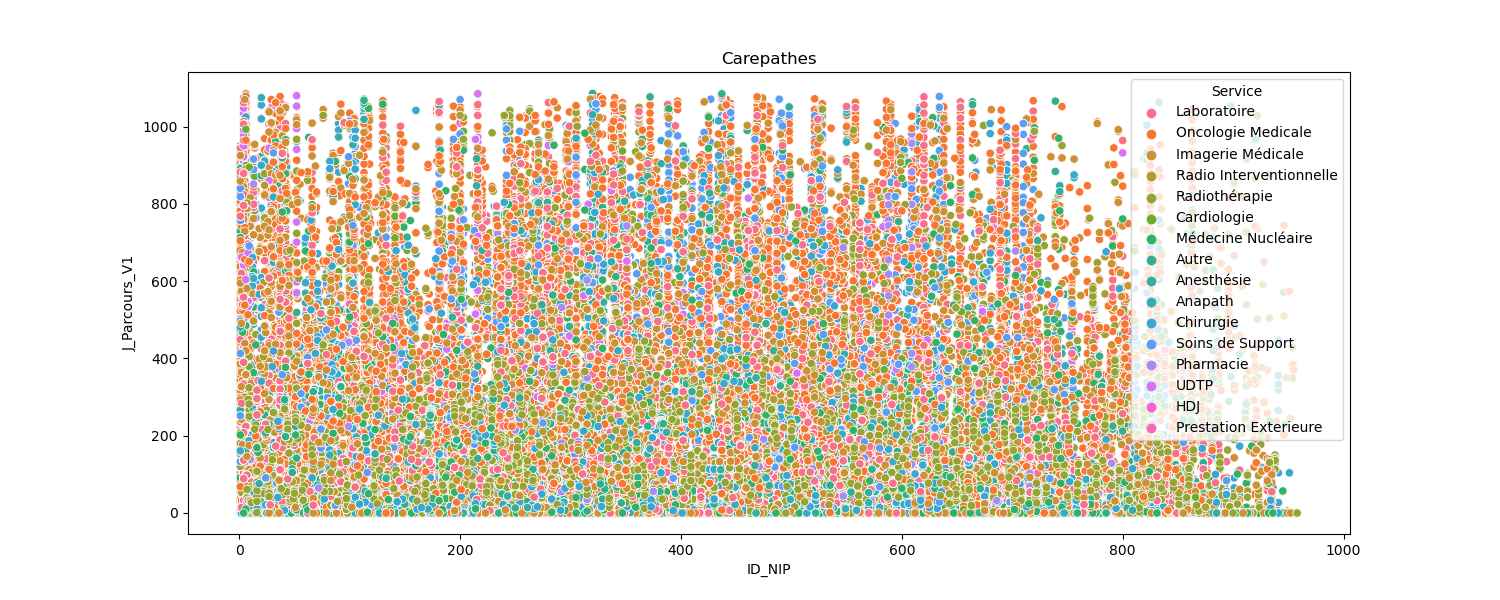 Carepathes
Service
Laboratoire
Oncologie Medicale
Imagerie Médicale
Radio Interventionnelle
Radiothérapie
Cardiologie
Médecine Nucléaire
Autre
Anesthésie
Anapath
Chirurgie
Soins de Support
Pharmacie
UDTP
HDJ
Prestation Exterieure
J_Parcours_V1
1000
800
600
400
200
0
0 200 400 600 800 1000
ID_NIP